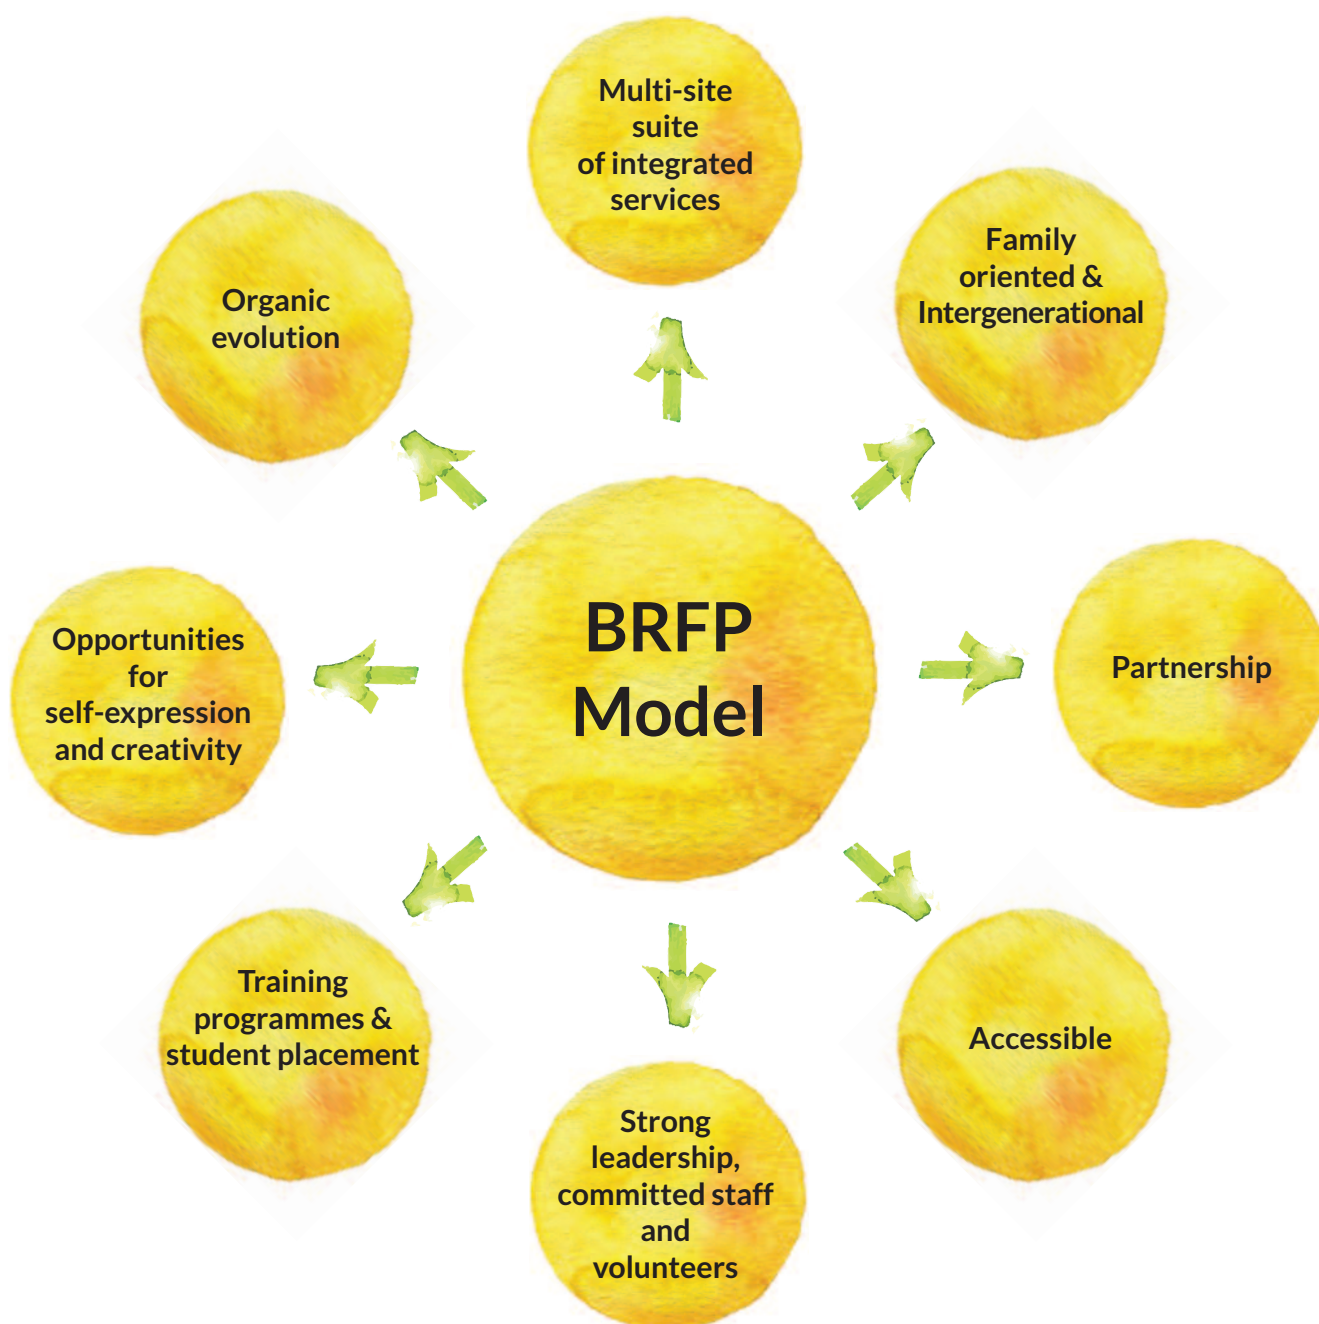 Multi-site
suite
of integrated
services
Family
oriented &
Intergenerational
Organic
evolution
BRFP
Model
Opportunities
for
self-expression
and creativity
Partnership
Training
programmes &
student placement
Accessible
Strong
leadership,
committed staff
and
volunteers